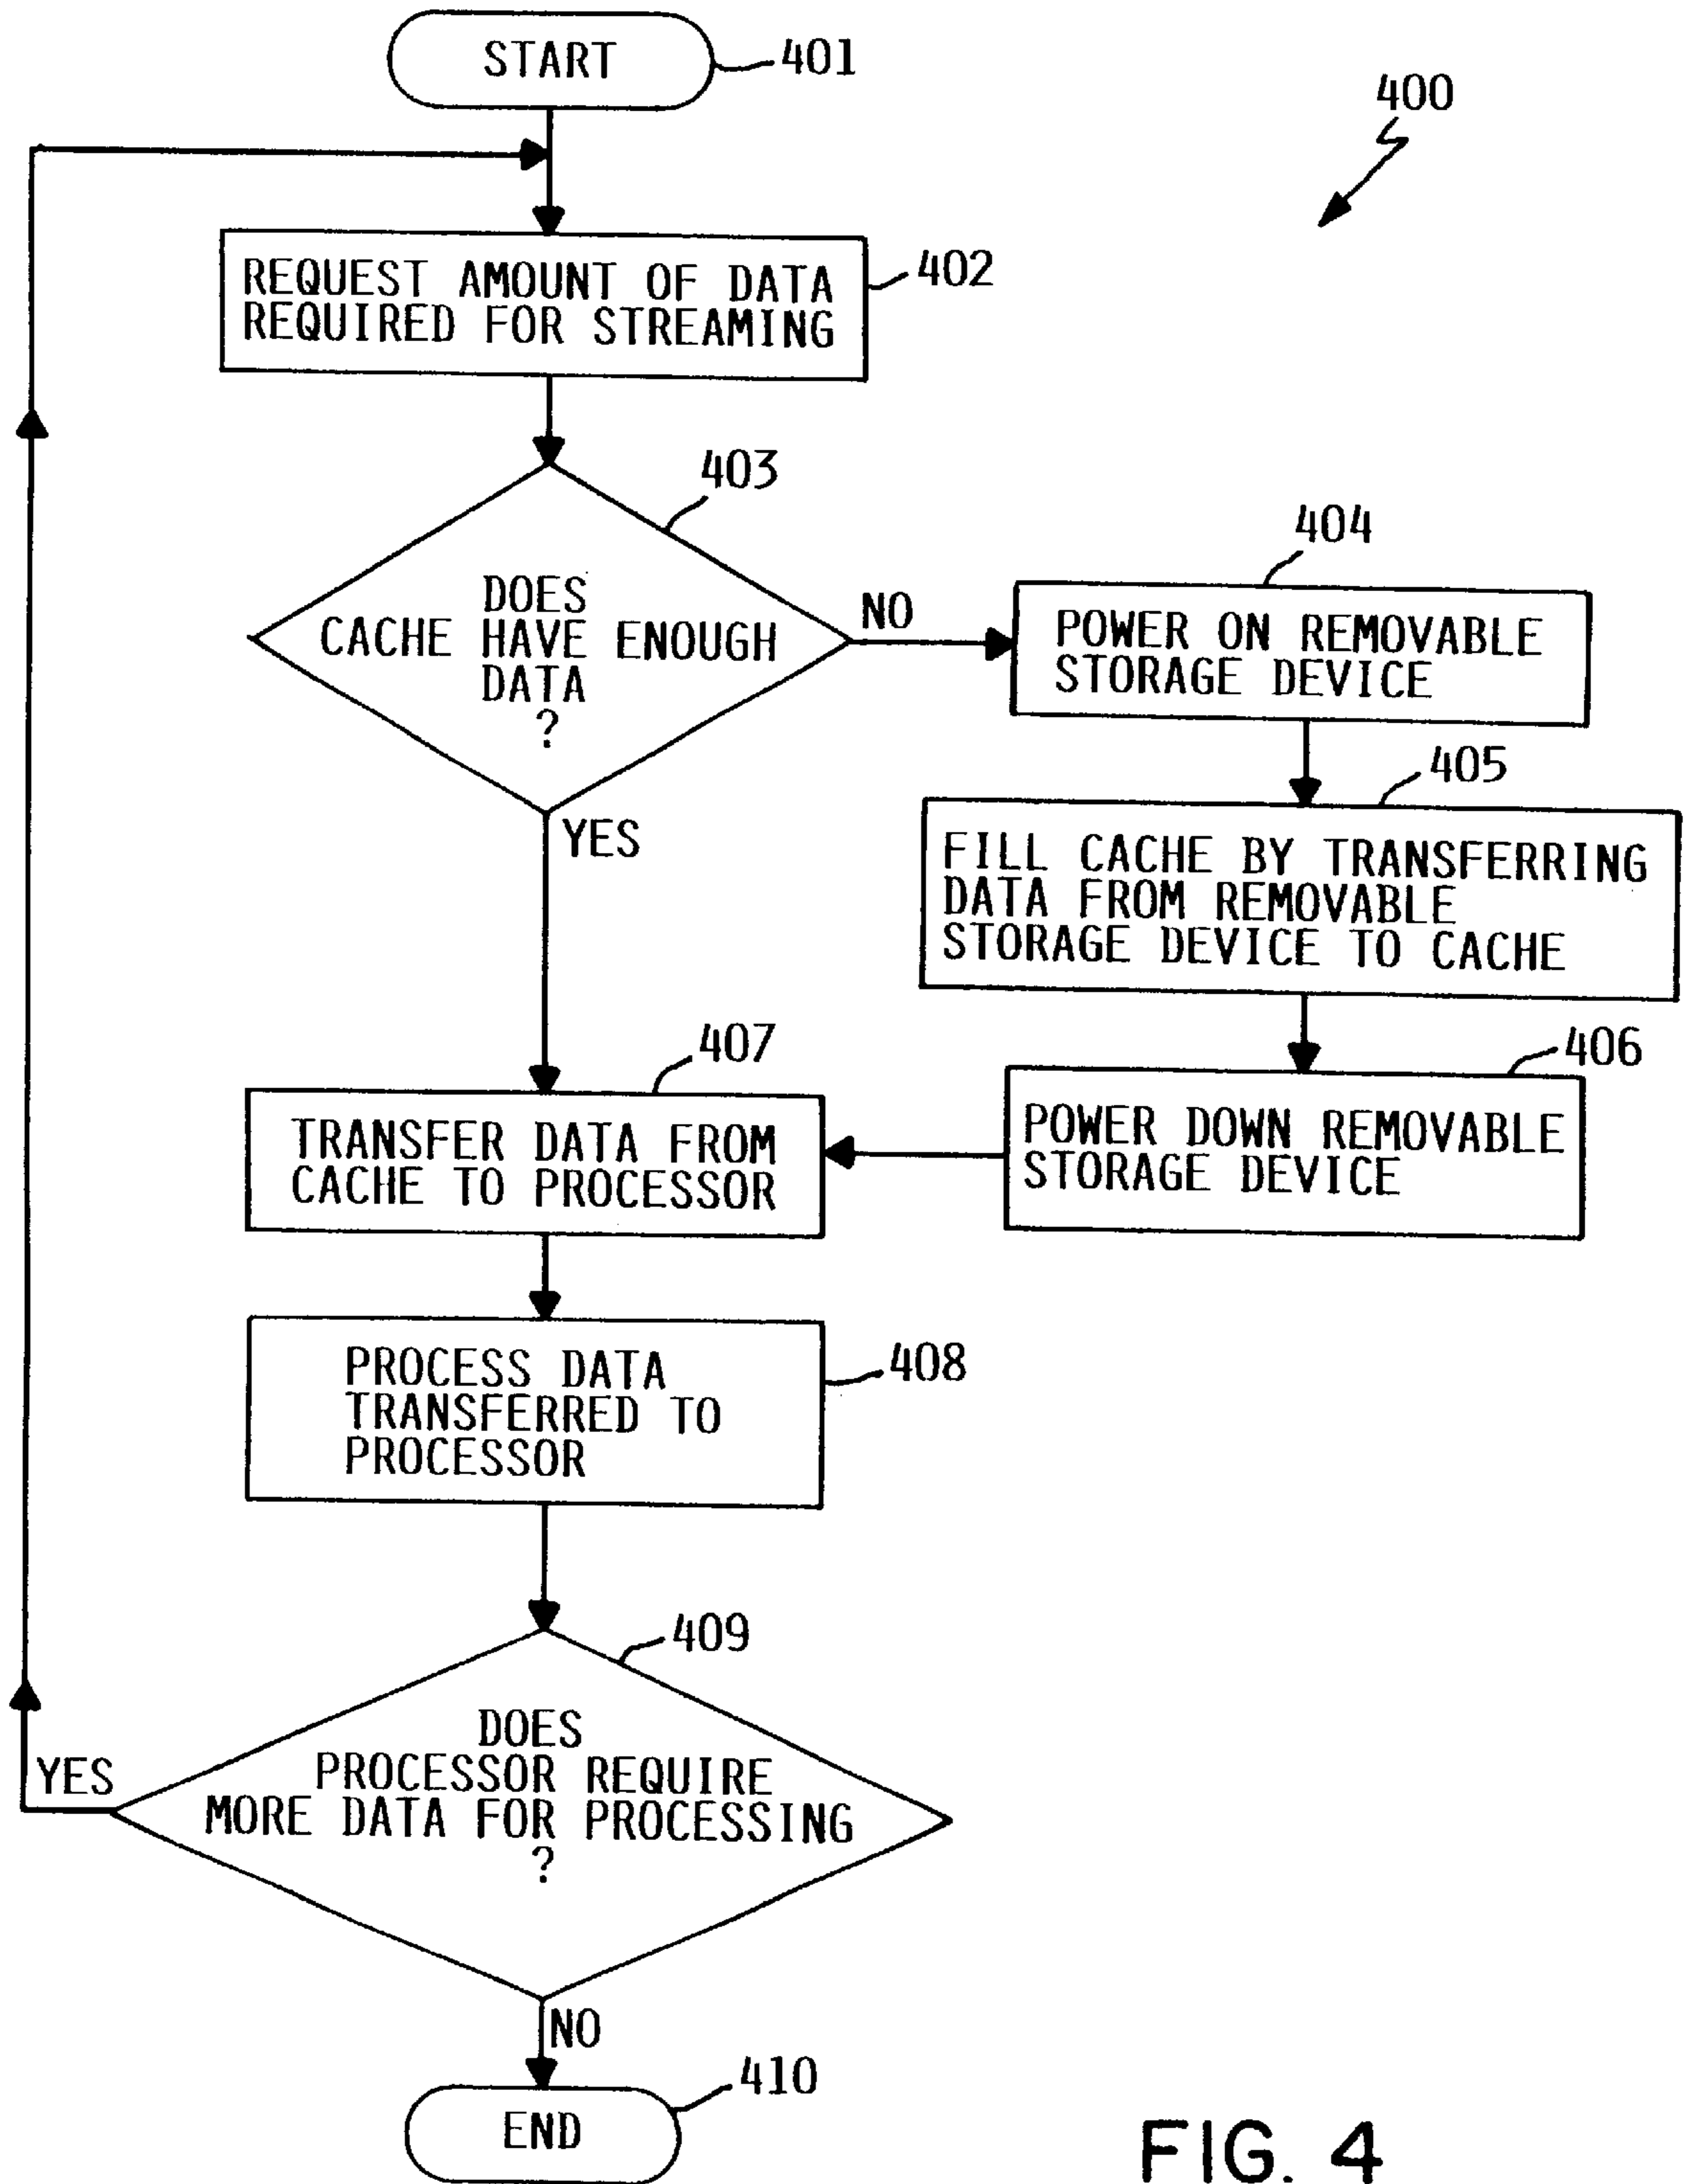 START
401
400
REQUEST AMOUNT OF DATA
REQUIRED FOR STREAMING
402
403
DOES
CACHE HAVE ENOUGH
DATA
?
NO
YES
404
POWER ON REMOVABLE
STORAGE DEVICE
405
FILL CACHE BY TRANSFERRING
DATA FROM REMOVABLE
STORAGE DEVICE TO CACHE
406
POWER DOWN REMOVABLE
STORAGE DEVICE
407
TRANSFER DATA FROM
CACHE TO PROCESSOR
408
PROCESS DATA
TRANSFERRED TO
PROCESSOR
409
DOES
PROCESSOR REQUIRE
MORE DATA FOR PROCESSING
?
YES
NO
410
END
FIG. 4